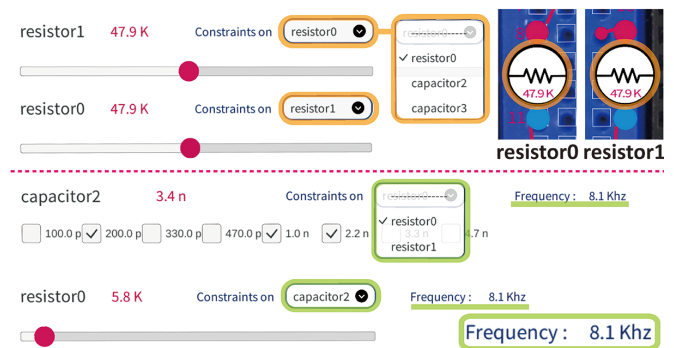 resistor1 47.9 K Constraints on resistor0
resistor0
resistor0
capacitor2
capacitor3
resistor0 47.9 K Constraints on resistor1
47.9 K 47.9 K
11
resistor0 resistor1
capacitor2 3.4 n Constraints on resistor0 Frequency : 8.1 Khz
100.0 p 200.0 p 330.0 p 470.0 p 1.0 n 2.2 n 3.3 n 4.7 n
resistor0
resistor1
resistor0 5.8 K Constraints on capacitor2 Frequency : 8.1 Khz
Frequency : 8.1 Khz